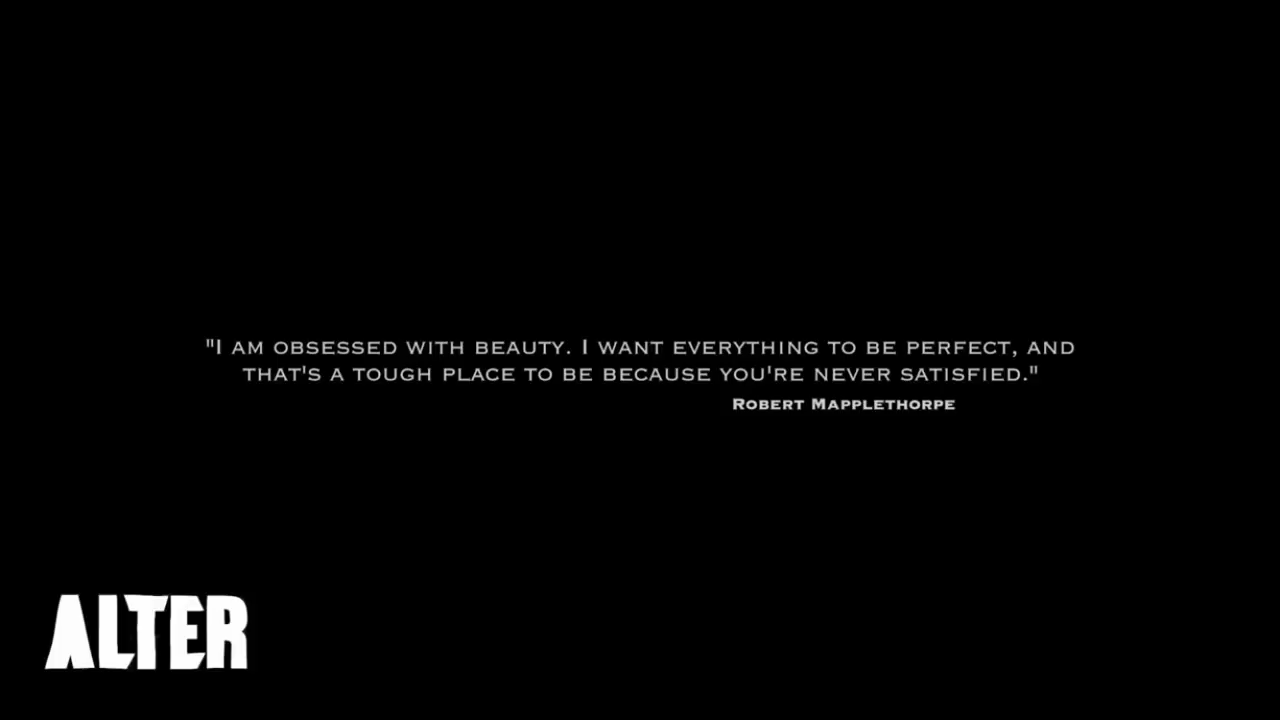 "I AM OBSESSED WITH BEAUTY. I WANT EVERYTHING TO BE PERFECT, AND
THAT'S A TOUGH PLACE TO BE BECAUSE YOU'RE NEVER SATISFIED."
ROBERT MAPPLETHORPE
ALTER